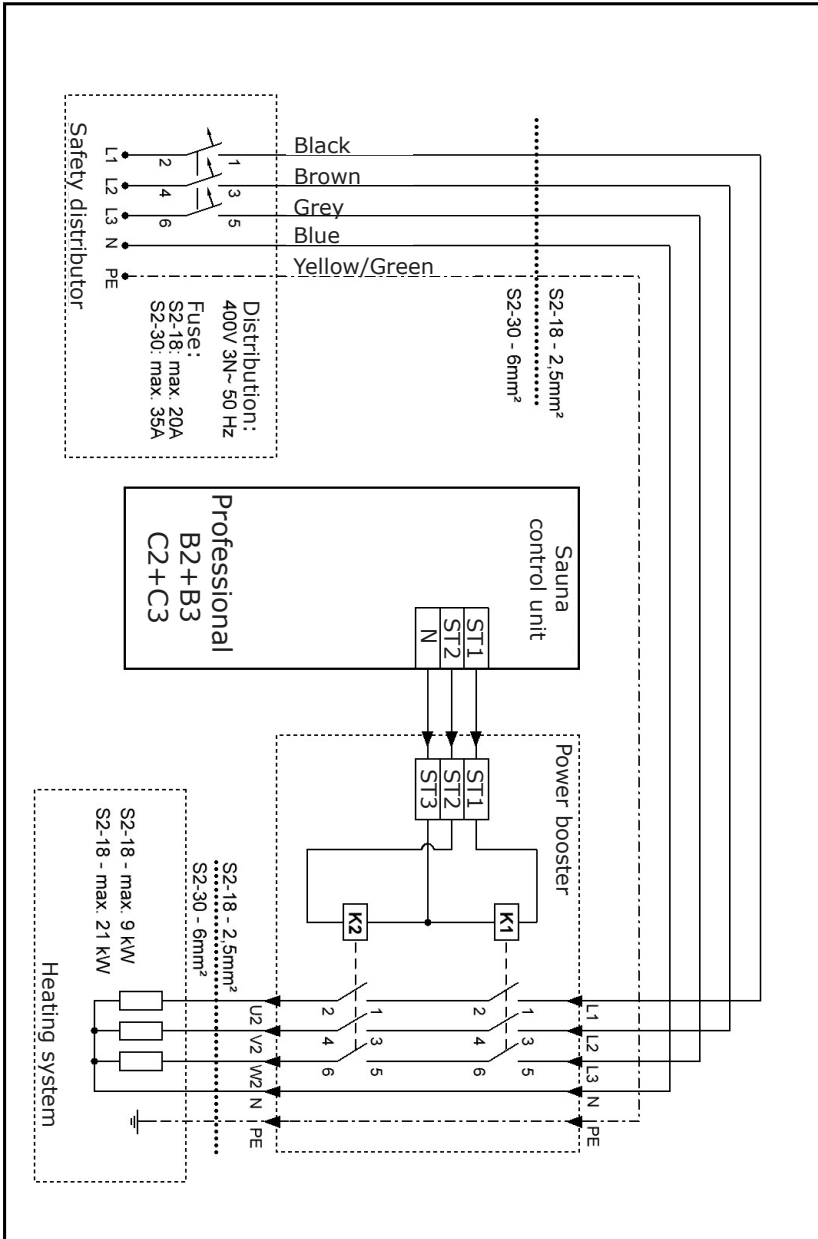 Black
Brown
Grey
Blue
Yellow/Green
Safety distributor
L1
L2
L3
N
PE
2
4
6
1
3
5
Distribution:
400V 3N~ 50 Hz
Fuse:
S2-18: max. 20A
S2-30: max. 35A
S2-18 - 2,5mm²
S2-30 - 6mm²
Sauna
control unit
Professional
B2+B3
C2+C3
ST1
ST2
N
Power booster
ST1
ST2
ST3
K1
K2
L1
L2
L3
N
PE
1
3
5
2
4
6
1
3
5
2
4
6
U2
V2
W2
N
PE
S2-18 - 2,5mm²
S2-30 - 6mm²
S2-18 - max. 9 kW
S2-18 - max. 21 kW
Heating system